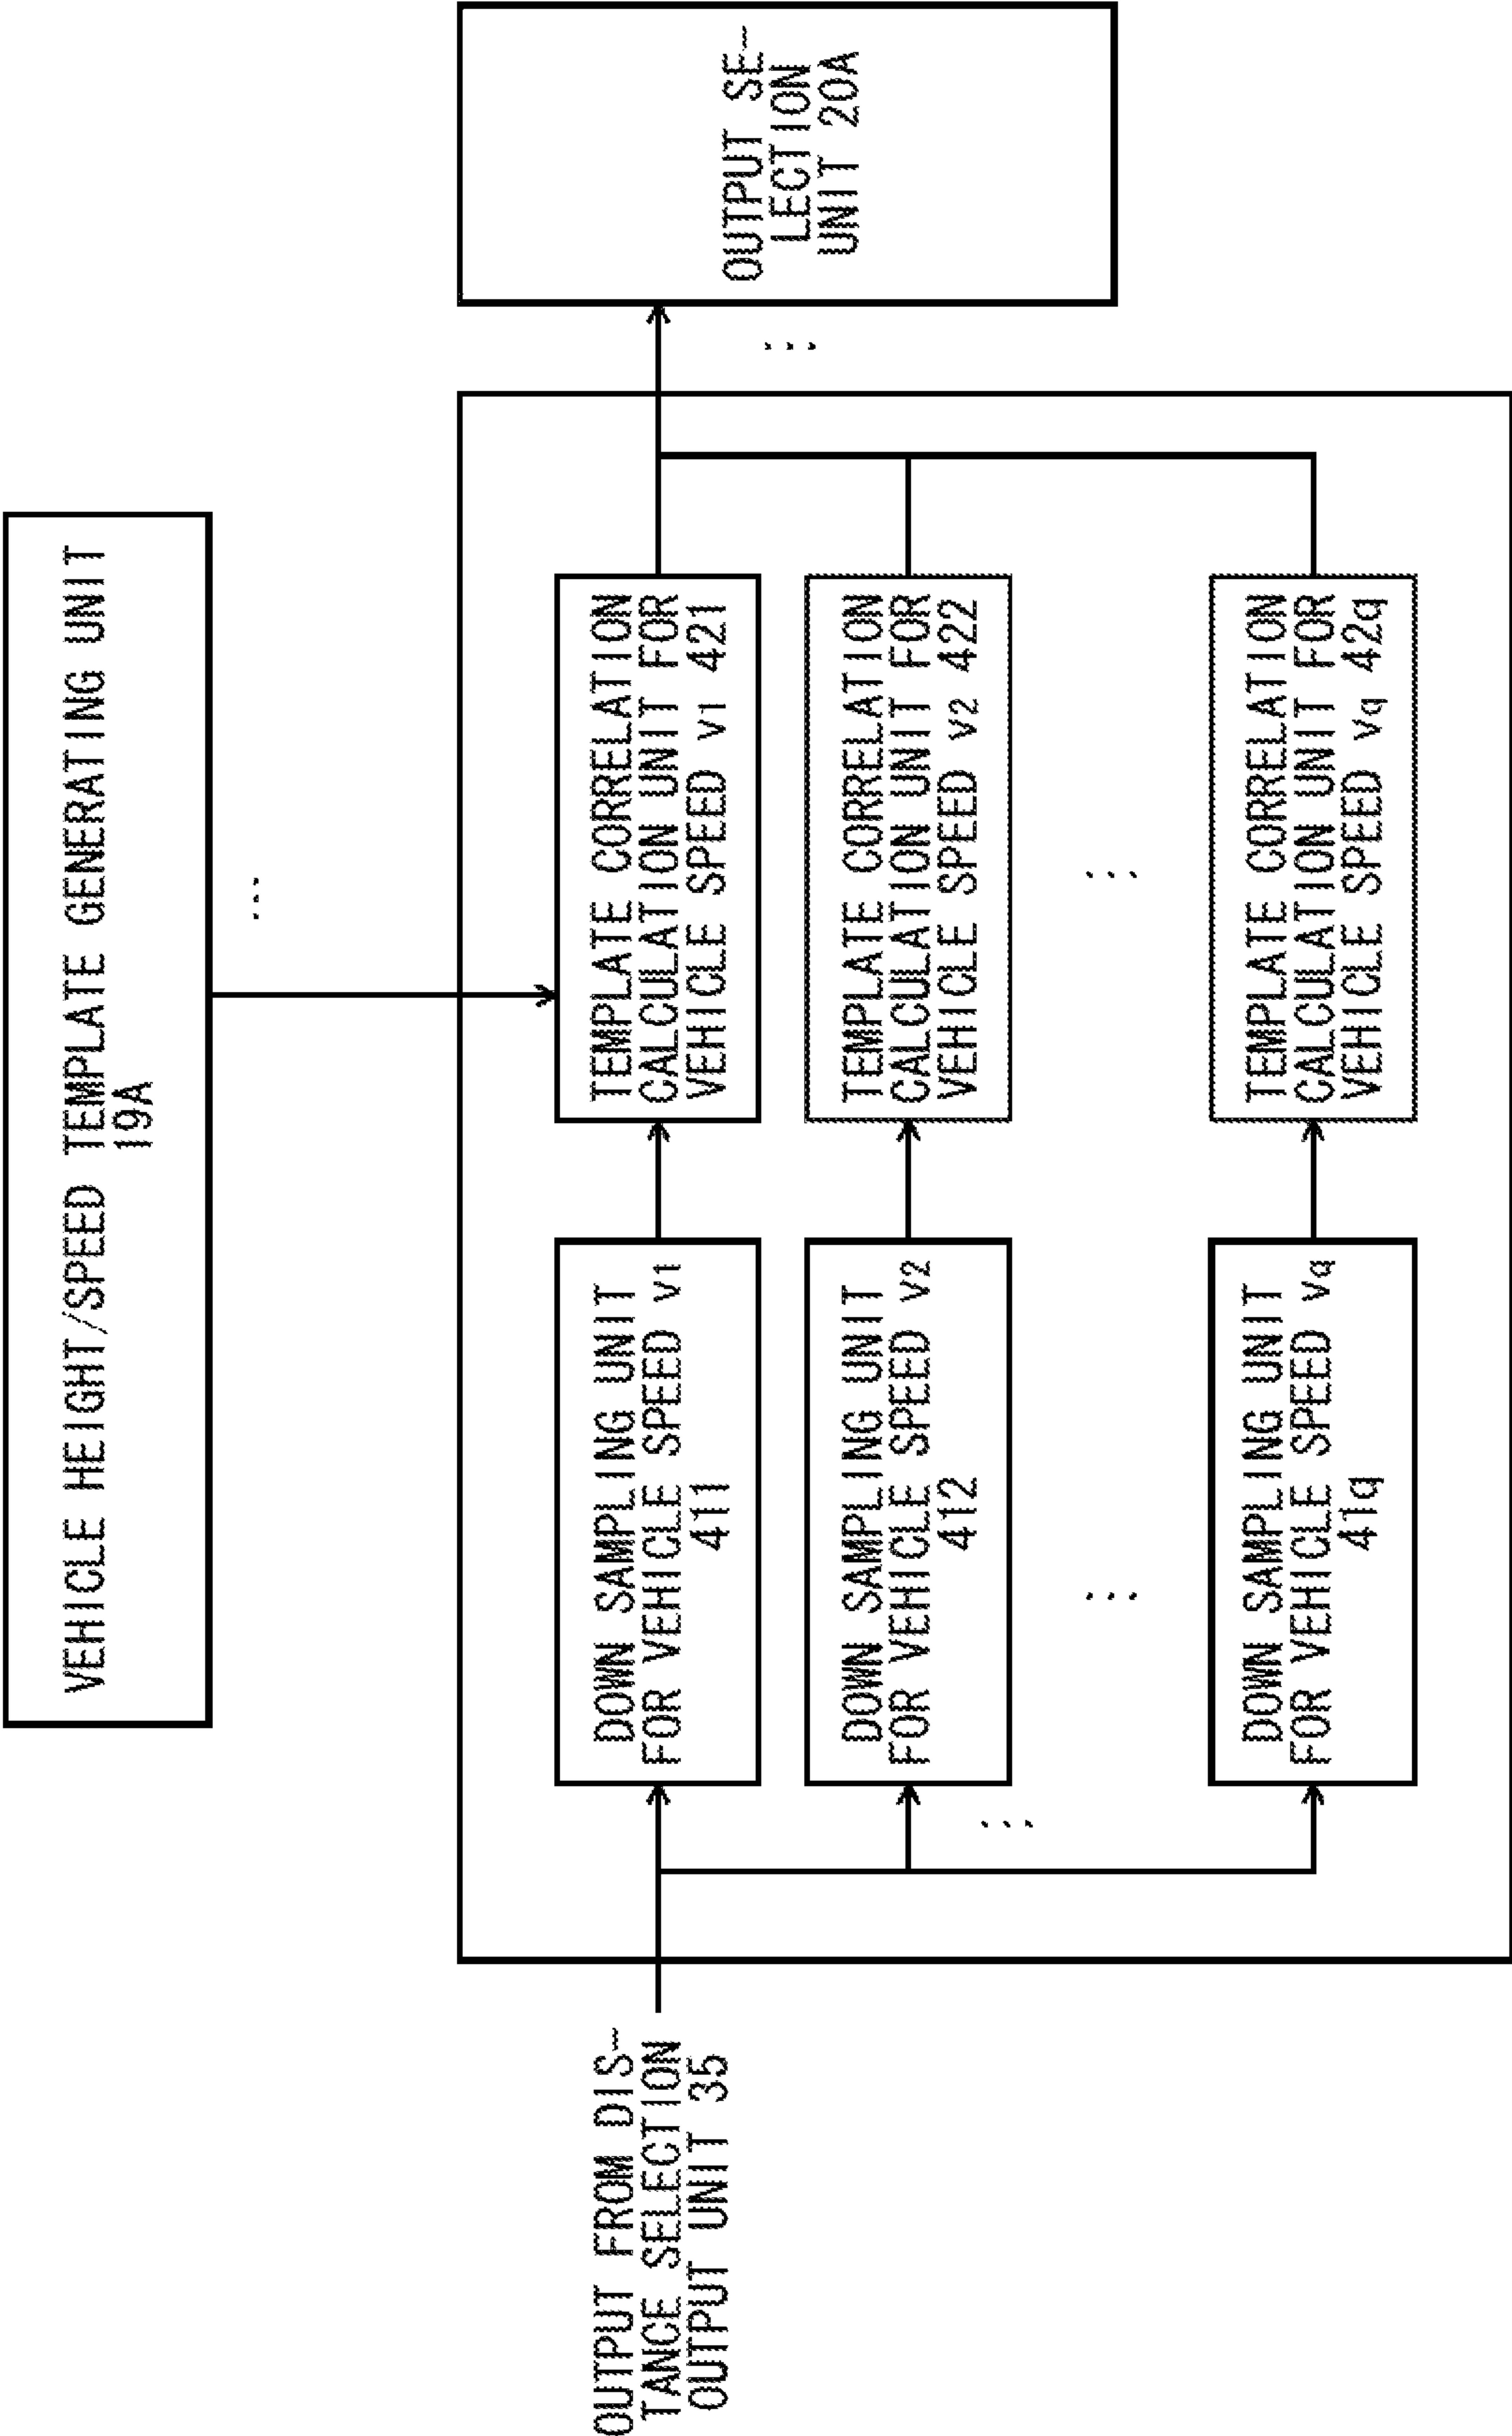 VEHICLE HEIGHT/SPEED TEMPLATE GENERATING UNIT
19A
...
OUTPUT FROM DIS-
TANCE SELECTION
OUTPUT UNIT 35
DOWN SAMPLING UNIT
FOR VEHICLE SPEED V1
411
TEMPLATE CORRELATION
CALCULATION UNIT FOR
VEHICLE SPEED V1 421
OUTPUT SE-
LECTION
UNIT 20A
...
DOWN SAMPLING UNIT
FOR VEHICLE SPEED V2
412
TEMPLATE CORRELATION
CALCULATION UNIT FOR
VEHICLE SPEED V2 422
...
...
...
DOWN SAMPLING UNIT
FOR VEHICLE SPEED Vq
41q
TEMPLATE CORRELATION
CALCULATION UNIT FOR
VEHICLE SPEED Vq 42q